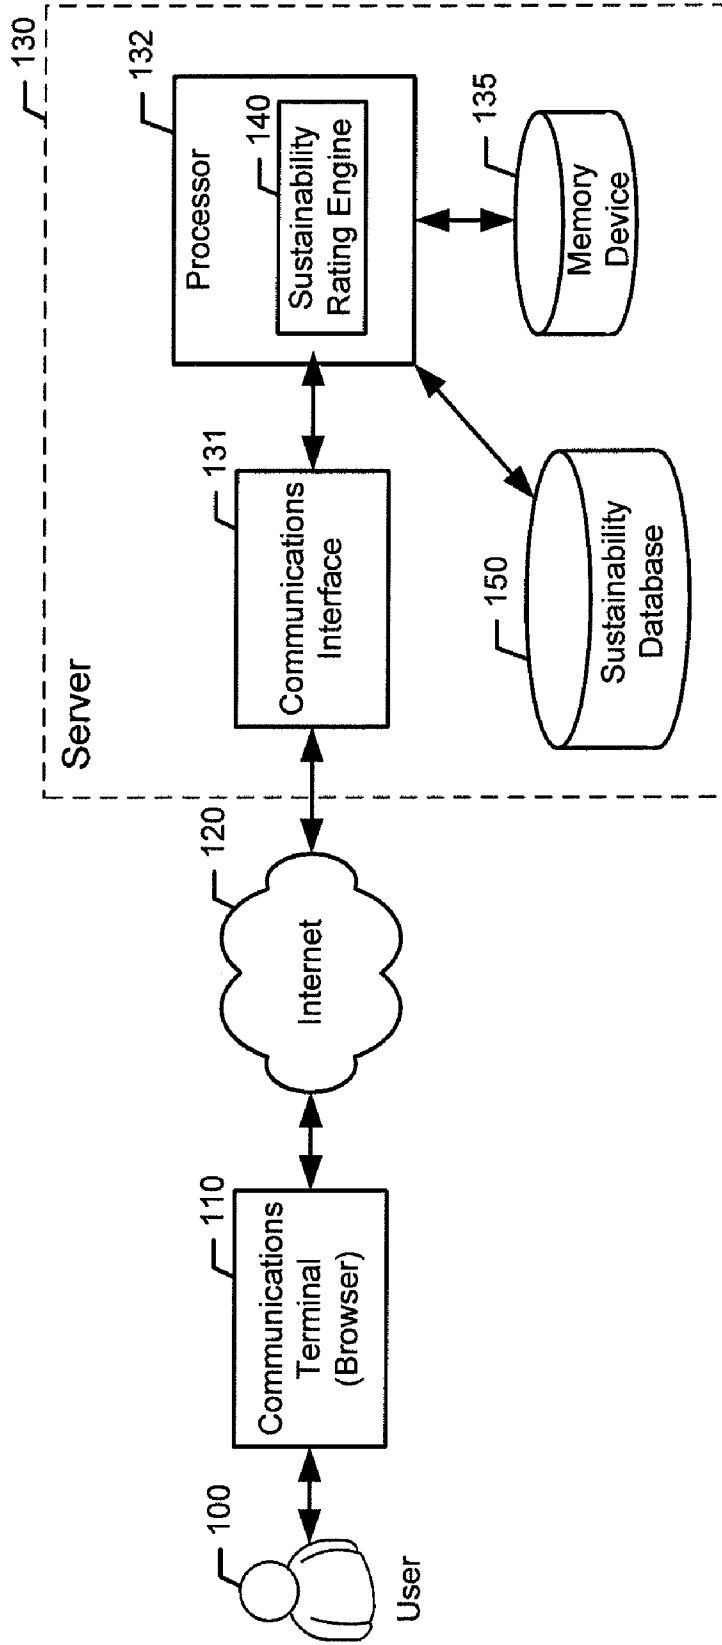 130
Server
132
Processor
140
Sustainability
Rating Engine
131
Communications
Interface
135
Memory
Device
150
Sustainability
Database
120
Internet
110
Communications
Terminal
(Browser)
100
User